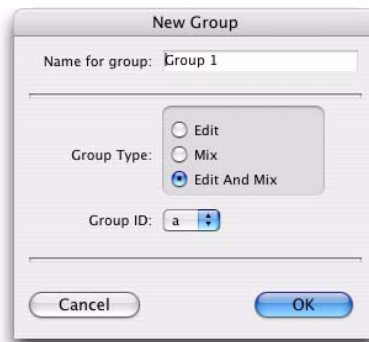 New Group
Name for group: Group 1
Edit
Group Type: Mix
Edit And Mix
Group ID: a
Cancel OK